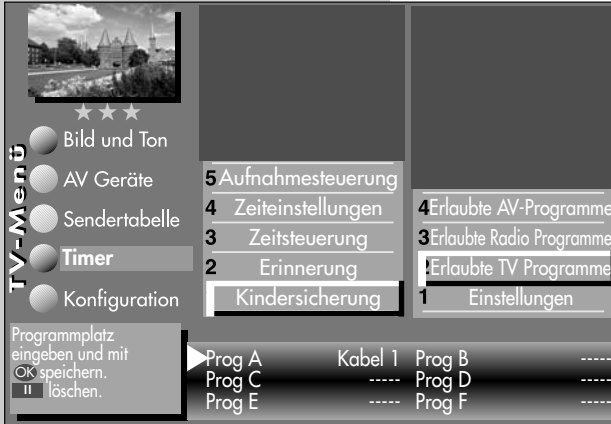 TV-Menü
Bild und Ton
AV Geräte
Sendertabelle
Timer
Konfiguration
5 Aufnahmesteuerung
4 Zeiteinstellungen
3 Zeitsteuerung
2 Erinnerung
Kindersicherung
4 Erlaubte AV-Programme
3 Erlaubte Radio Programme
2 Erlaubte TV Programme
1 Einstellungen
Programmplatz
eingeben und mit
OK speichern.
II löschen.
Prog A Kabel 1 Prog B -----
Prog C ----- Prog D -----
Prog E ----- Prog F -----